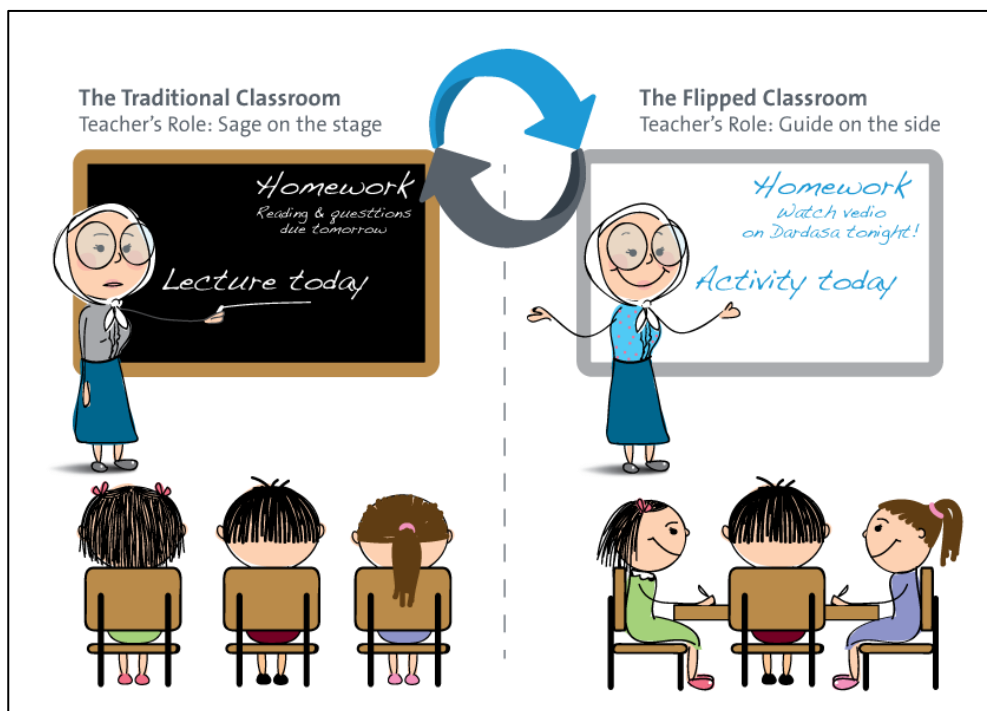 The Traditional Classroom
Teacher's Role: Sage on the stage
Homework
Reading & questtions
due tomorrow
Lecture today
The Flipped Classroom
Teacher's Role: Guide on the side
Homework
Watch vedio
on Dardasa tonight!
Activity today